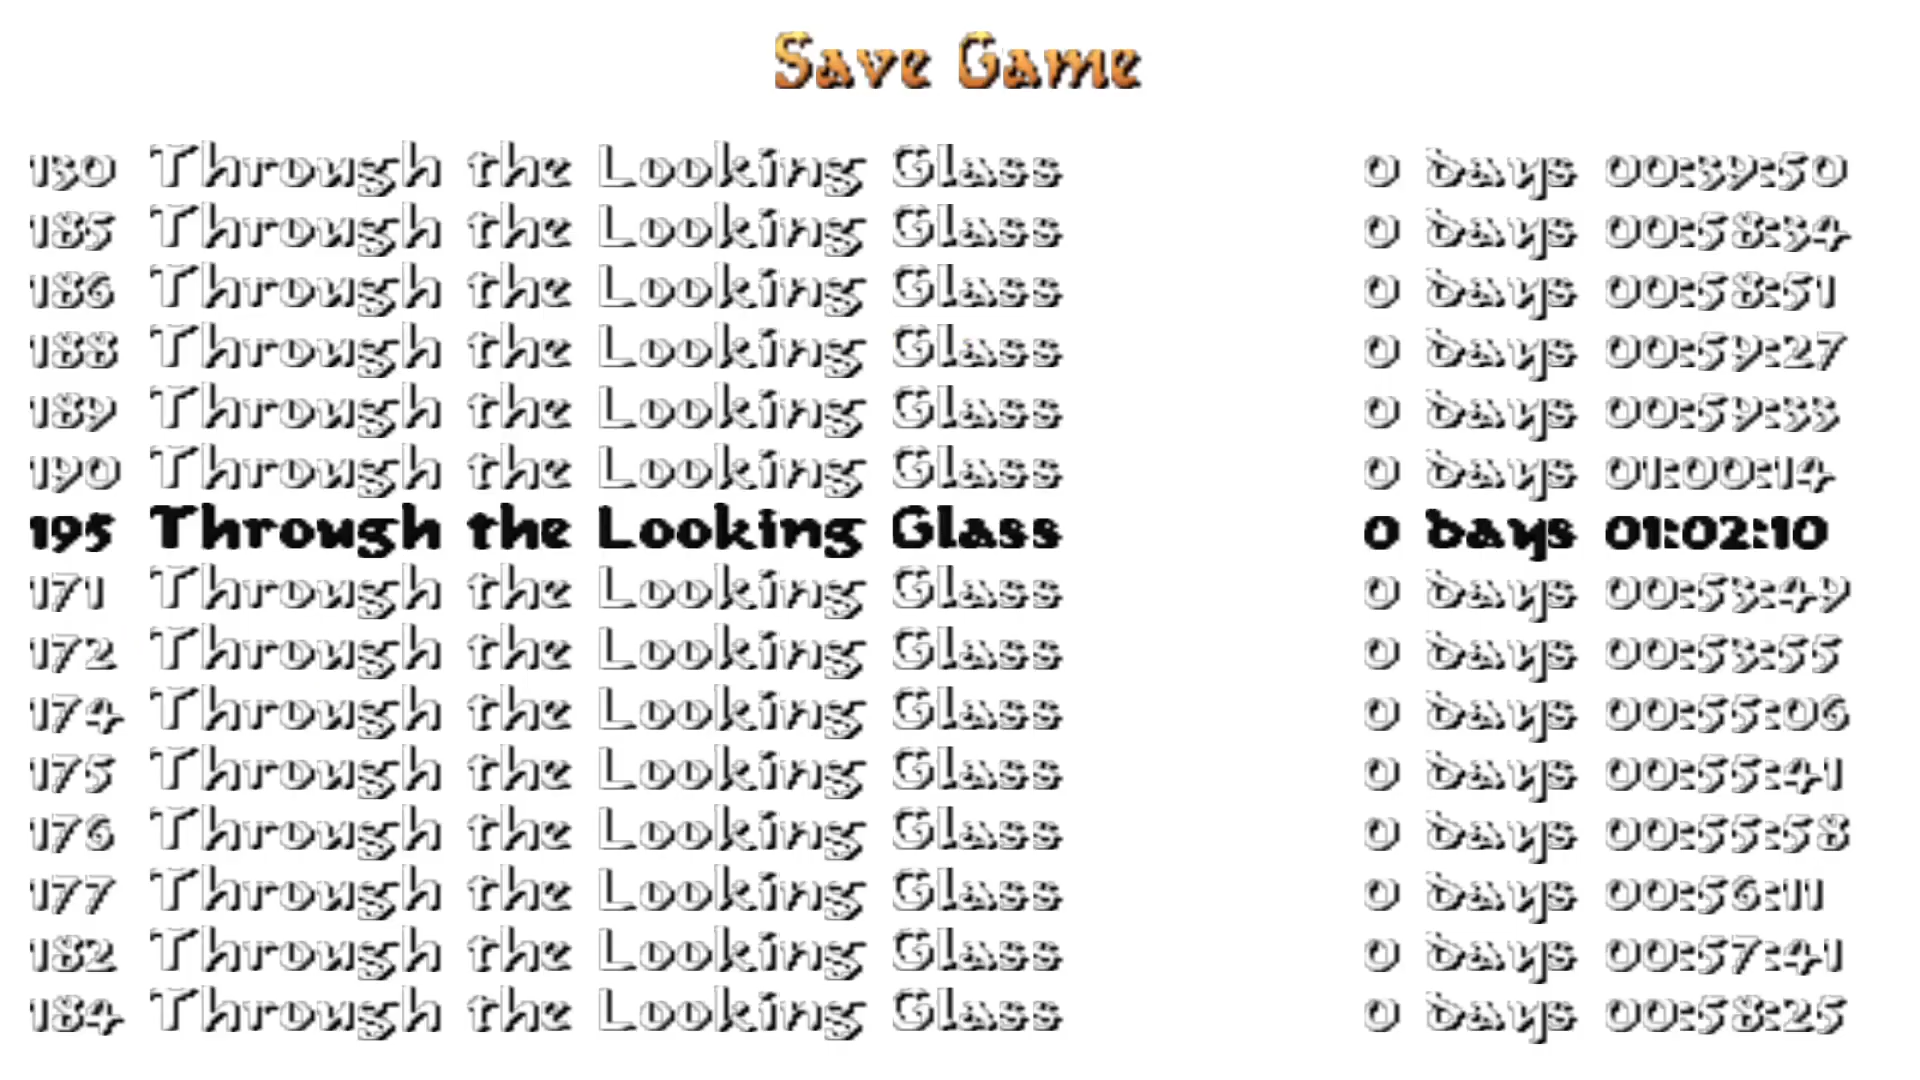 Save Game
130 Through the Looking Glass 0 days 00:39:50
185 Through the Looking Glass 0 days 00:58:34
186 Through the Looking Glass 0 days 00:58:51
188 Through the Looking Glass 0 days 00:59:27
189 Through the Looking Glass 0 days 00:59:33
190 Through the Looking Glass 0 days 01:00:14
195 Through the Looking Glass 0 days 01:02:10
171 Through the Looking Glass 0 days 00:53:49
172 Through the Looking Glass 0 days 00:53:55
174 Through the Looking Glass 0 days 00:55:06
175 Through the Looking Glass 0 days 00:55:41
176 Through the Looking Glass 0 days 00:55:58
177 Through the Looking Glass 0 days 00:56:11
182 Through the Looking Glass 0 days 00:57:41
184 Through the Looking Glass 0 days 00:58:25